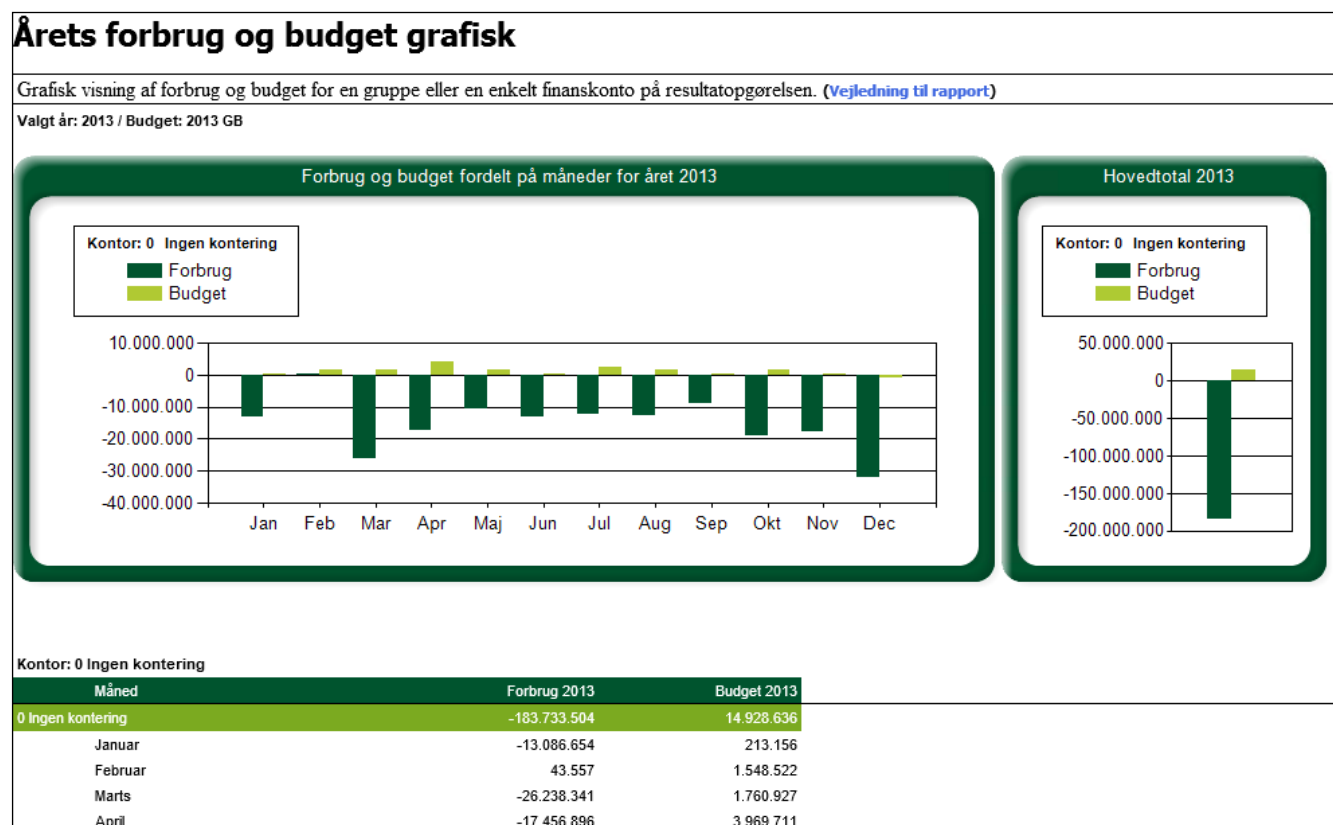 Årets forbrug og budget grafisk
Grafisk visning af forbrug og budget for en gruppe eller en enkelt finanskonto på resultatopgørelsen. (Vejledning til rapport)
Valgt år: 2013 / Budget: 2013 GB
Forbrug og budget fordelt på måneder for året 2013
Kontor: 0 Ingen kontering
Forbrug
Budget
10.000.000
0
-10.000.000
-20.000.000
-30.000.000
-40.000.000
Jan Feb Mar Apr Maj Jun Jul Aug Sep Okt Nov Dec
Hovedtotal 2013
Kontor: 0 Ingen kontering
Forbrug
Budget
50.000.000
0
-50.000.000
-100.000.000
-150.000.000
-200.000.000
Kontor: 0 Ingen kontering
Måned Forbrug 2013 Budget 2013
0 Ingen kontering -183.733.504 14.928.636
Januar -13.086.654 213.156
Februar 43.557 1.548.522
Marts -26.238.341 1.760.927
April -17.456.896 3.969.711